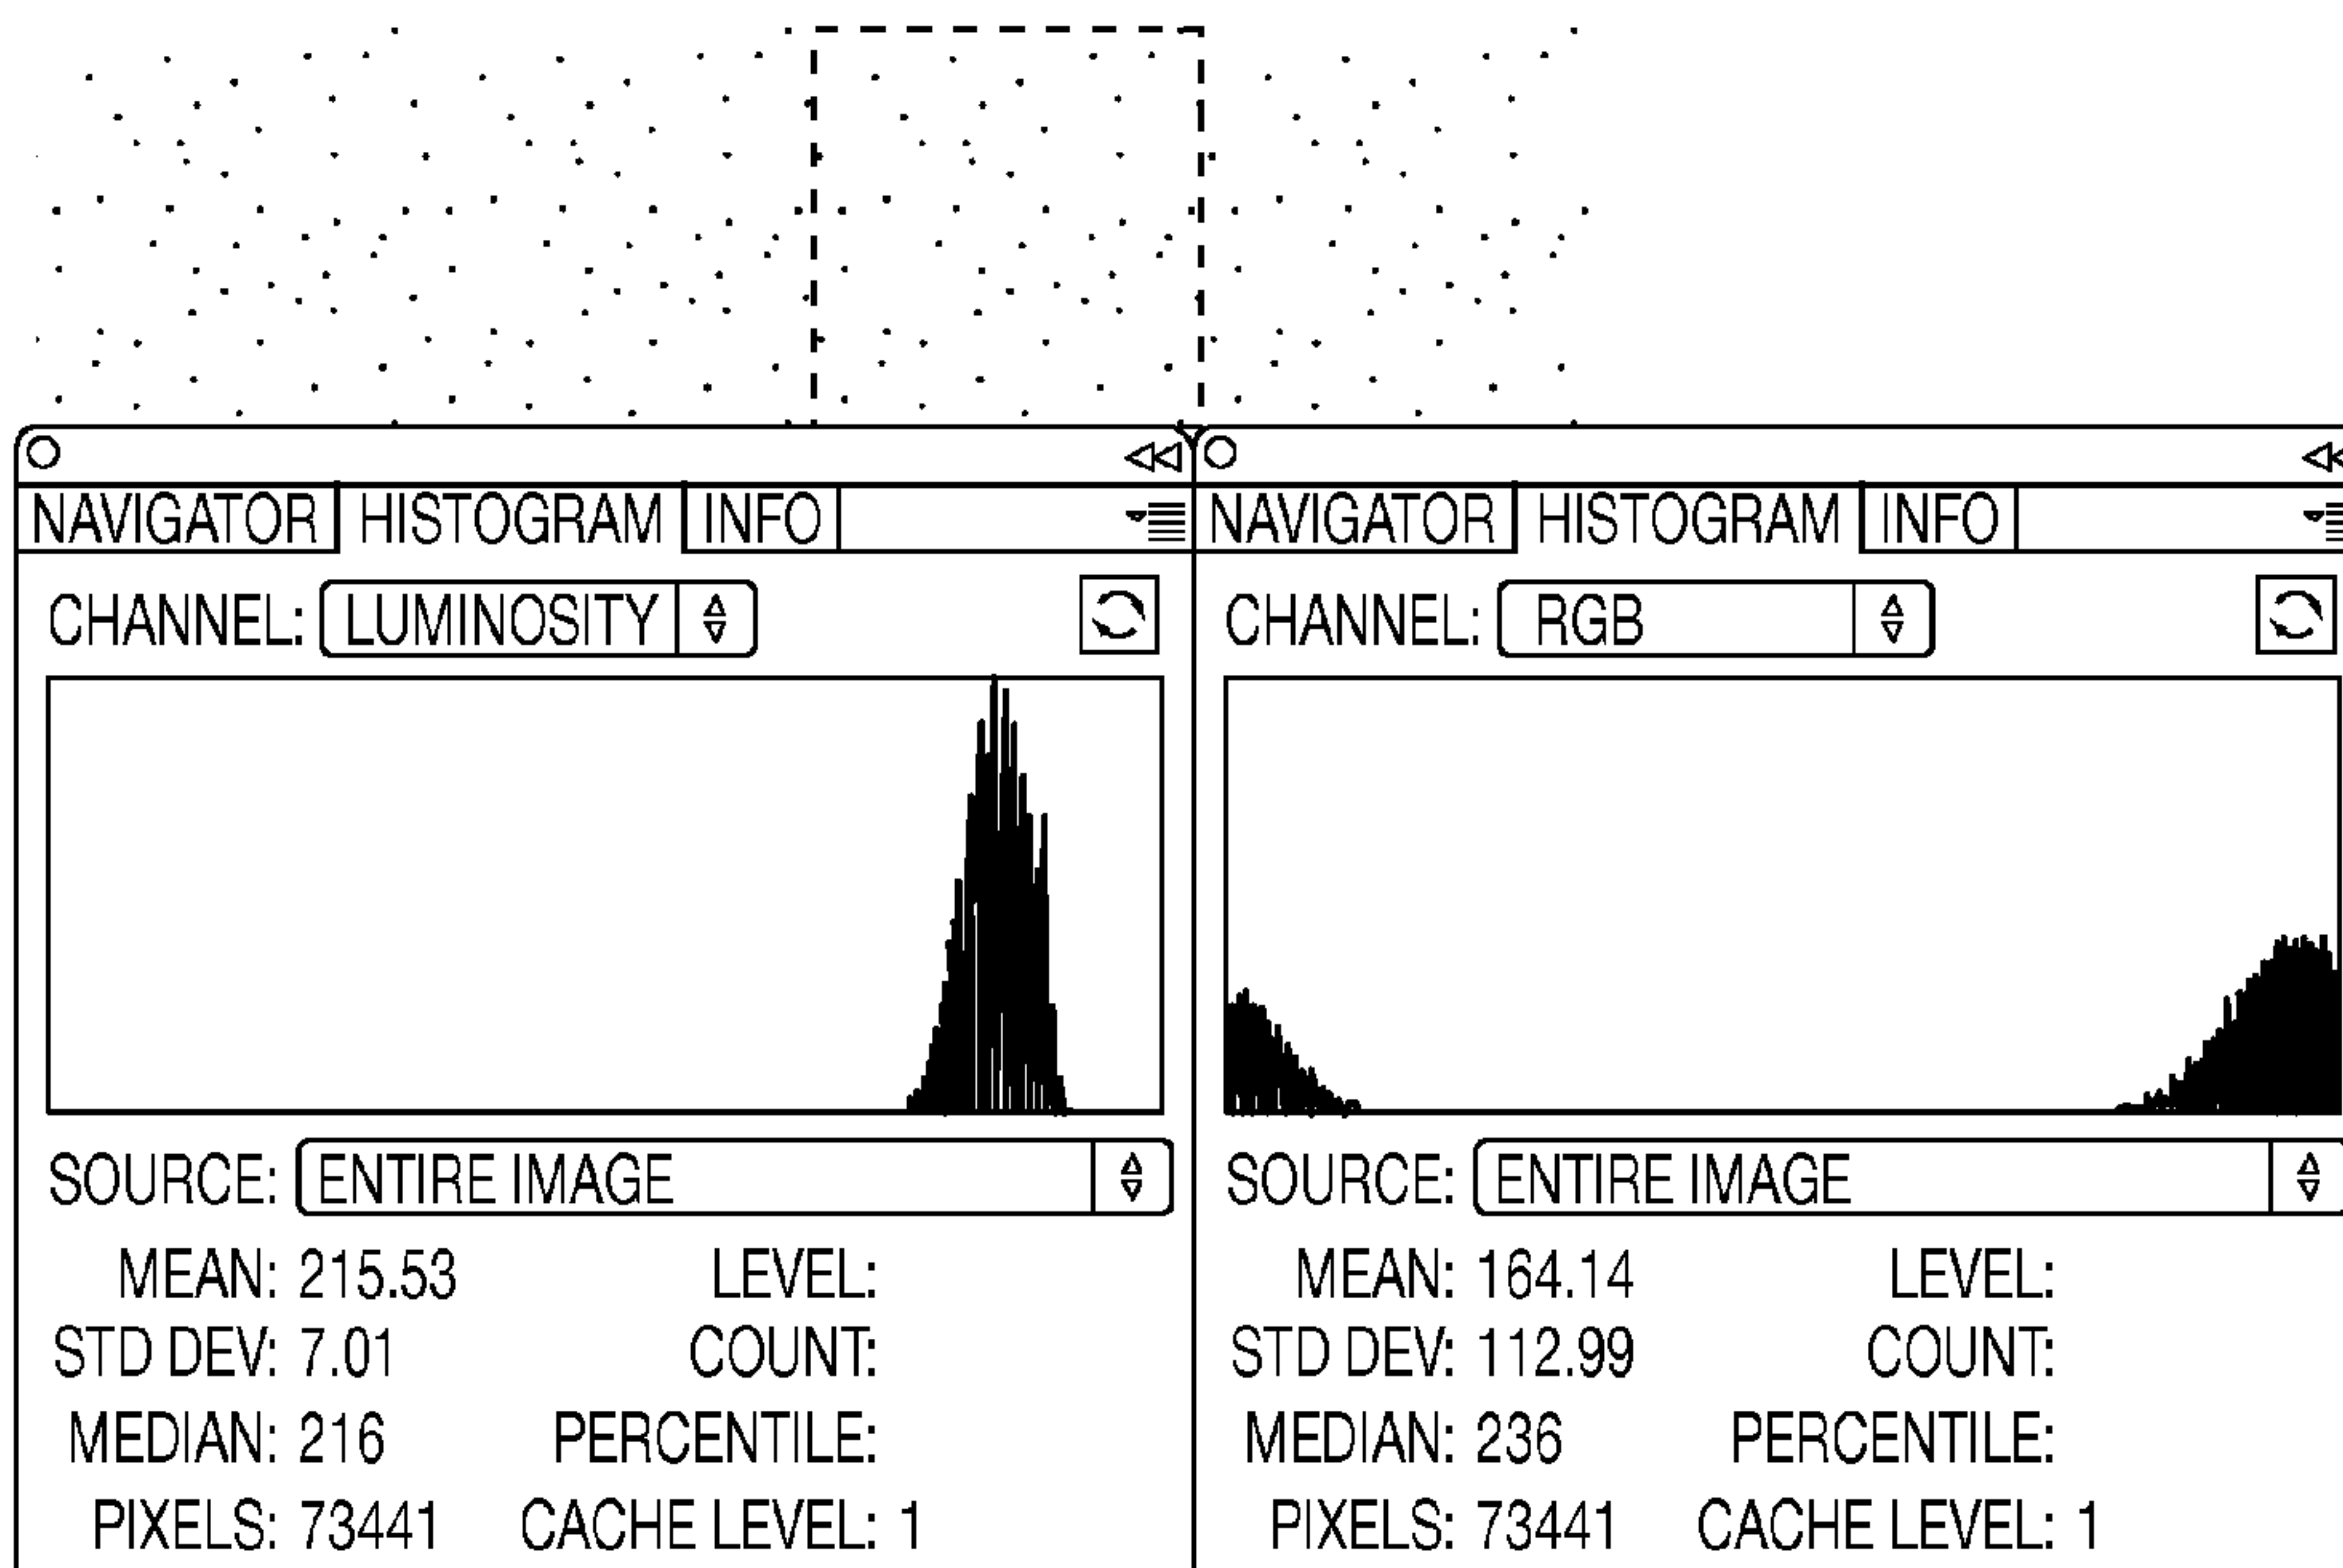 NAVIGATOR HISTOGRAM INFO
CHANNEL: LUMINOSITY
SOURCE: ENTIRE IMAGE
MEAN: 215.53 LEVEL:
STD DEV: 7.01 COUNT:
MEDIAN: 216 PERCENTILE:
PIXELS: 73441 CACHE LEVEL: 1
NAVIGATOR HISTOGRAM INFO
CHANNEL: RGB
SOURCE: ENTIRE IMAGE
MEAN: 164.14 LEVEL:
STD DEV: 112.99 COUNT:
MEDIAN: 236 PERCENTILE:
PIXELS: 73441 CACHE LEVEL: 1